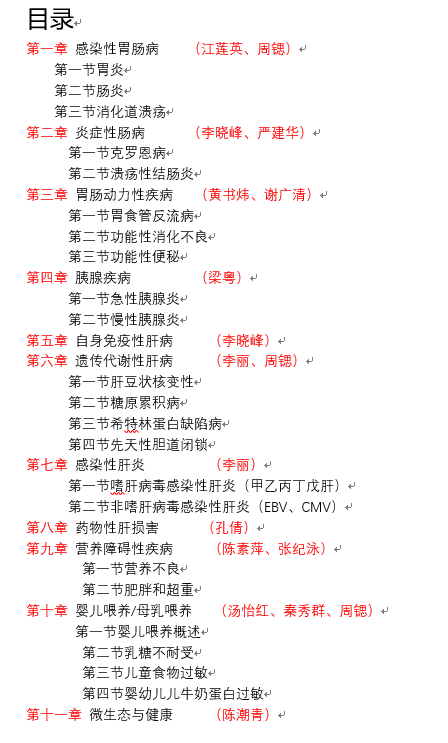 目录
第一章 感染性胃肠病 （江莲英、周锶）
第一节胃炎
第二节肠炎
第三节消化道溃疡
第二章 炎症性肠病 （李晓峰、严建华）
第一节克罗恩病
第二节溃疡性结肠炎
第三章 胃肠动力性疾病 （黄书炜、谢广清）
第一节胃食管反流病
第二节功能性消化不良
第三节功能性便秘
第四章 胰腺疾病 （梁粤）
第一节急性胰腺炎
第二节慢性胰腺炎
第五章 自身免疫性肝病 （李晓峰）
第六章 遗传代谢性肝病 （李丽、周锶）
第一节肝豆状核变性
第二节糖原累积病
第三节希特林蛋白缺陷病
第四节先天性胆道闭锁
第七章 感染性肝炎 （李丽）
第一节嗜肝病毒感染性肝炎（甲乙丙丁戊肝）
第二节非嗜肝病毒感染性肝炎（EBV、CMV）
第八章 药物性肝损害 （孔倩）
第九章 营养障碍性疾病 （陈素萍、张纪泳）
第一节营养不良
第二节肥胖和超重
第十章 婴儿喂养/母乳喂养 （汤怡红、秦秀群、周锶）
第一节婴儿喂养概述
第二节乳糖不耐受
第三节儿童食物过敏
第四节婴幼儿儿牛奶蛋白过敏
第十一章 微生态与健康 （陈潮青）